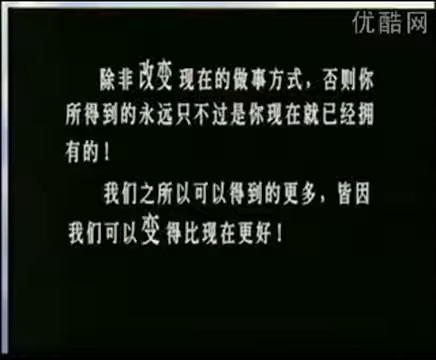 优酷网
除非改变现在的做事方式，否则你
所得到的永远只不过是你现在就已经拥
有的！
我们之所以可以得到的更多，皆因
我们可以变得比现在更好！